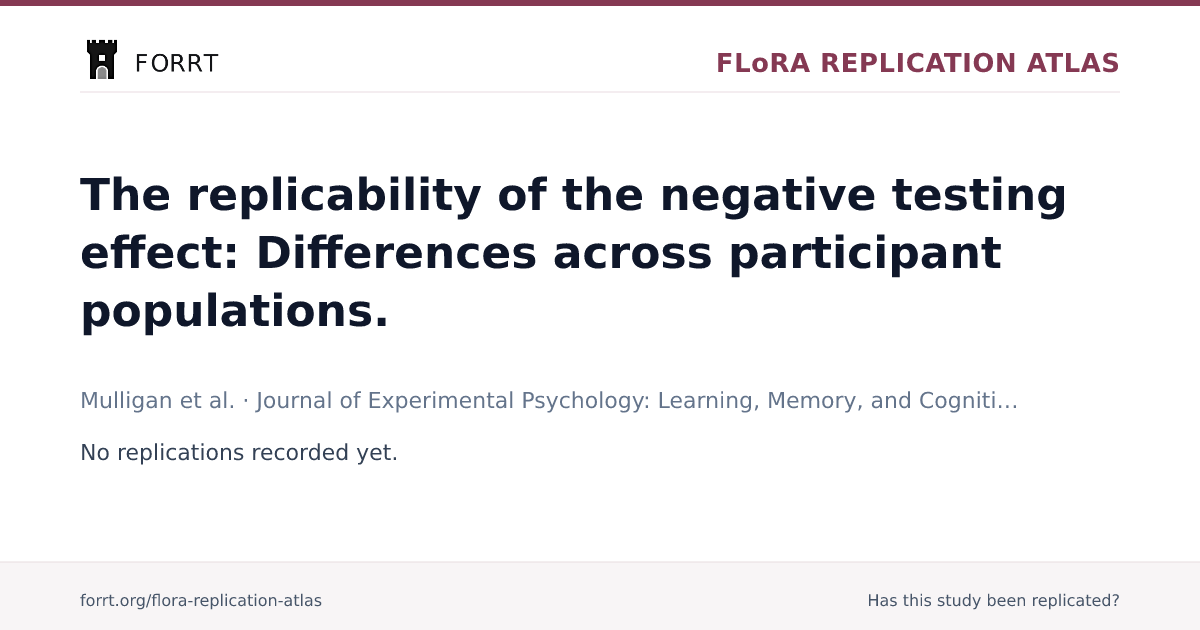 FORRT
FLoRA REPLICATION ATLAS
The replicability of the negative testing
effect: Differences across participant
populations.
Mulligan et al. · Journal of Experimental Psychology: Learning, Memory, and Cogniti…
No replications recorded yet.
forrt.org/flora-replication-atlas
Has this study been replicated?